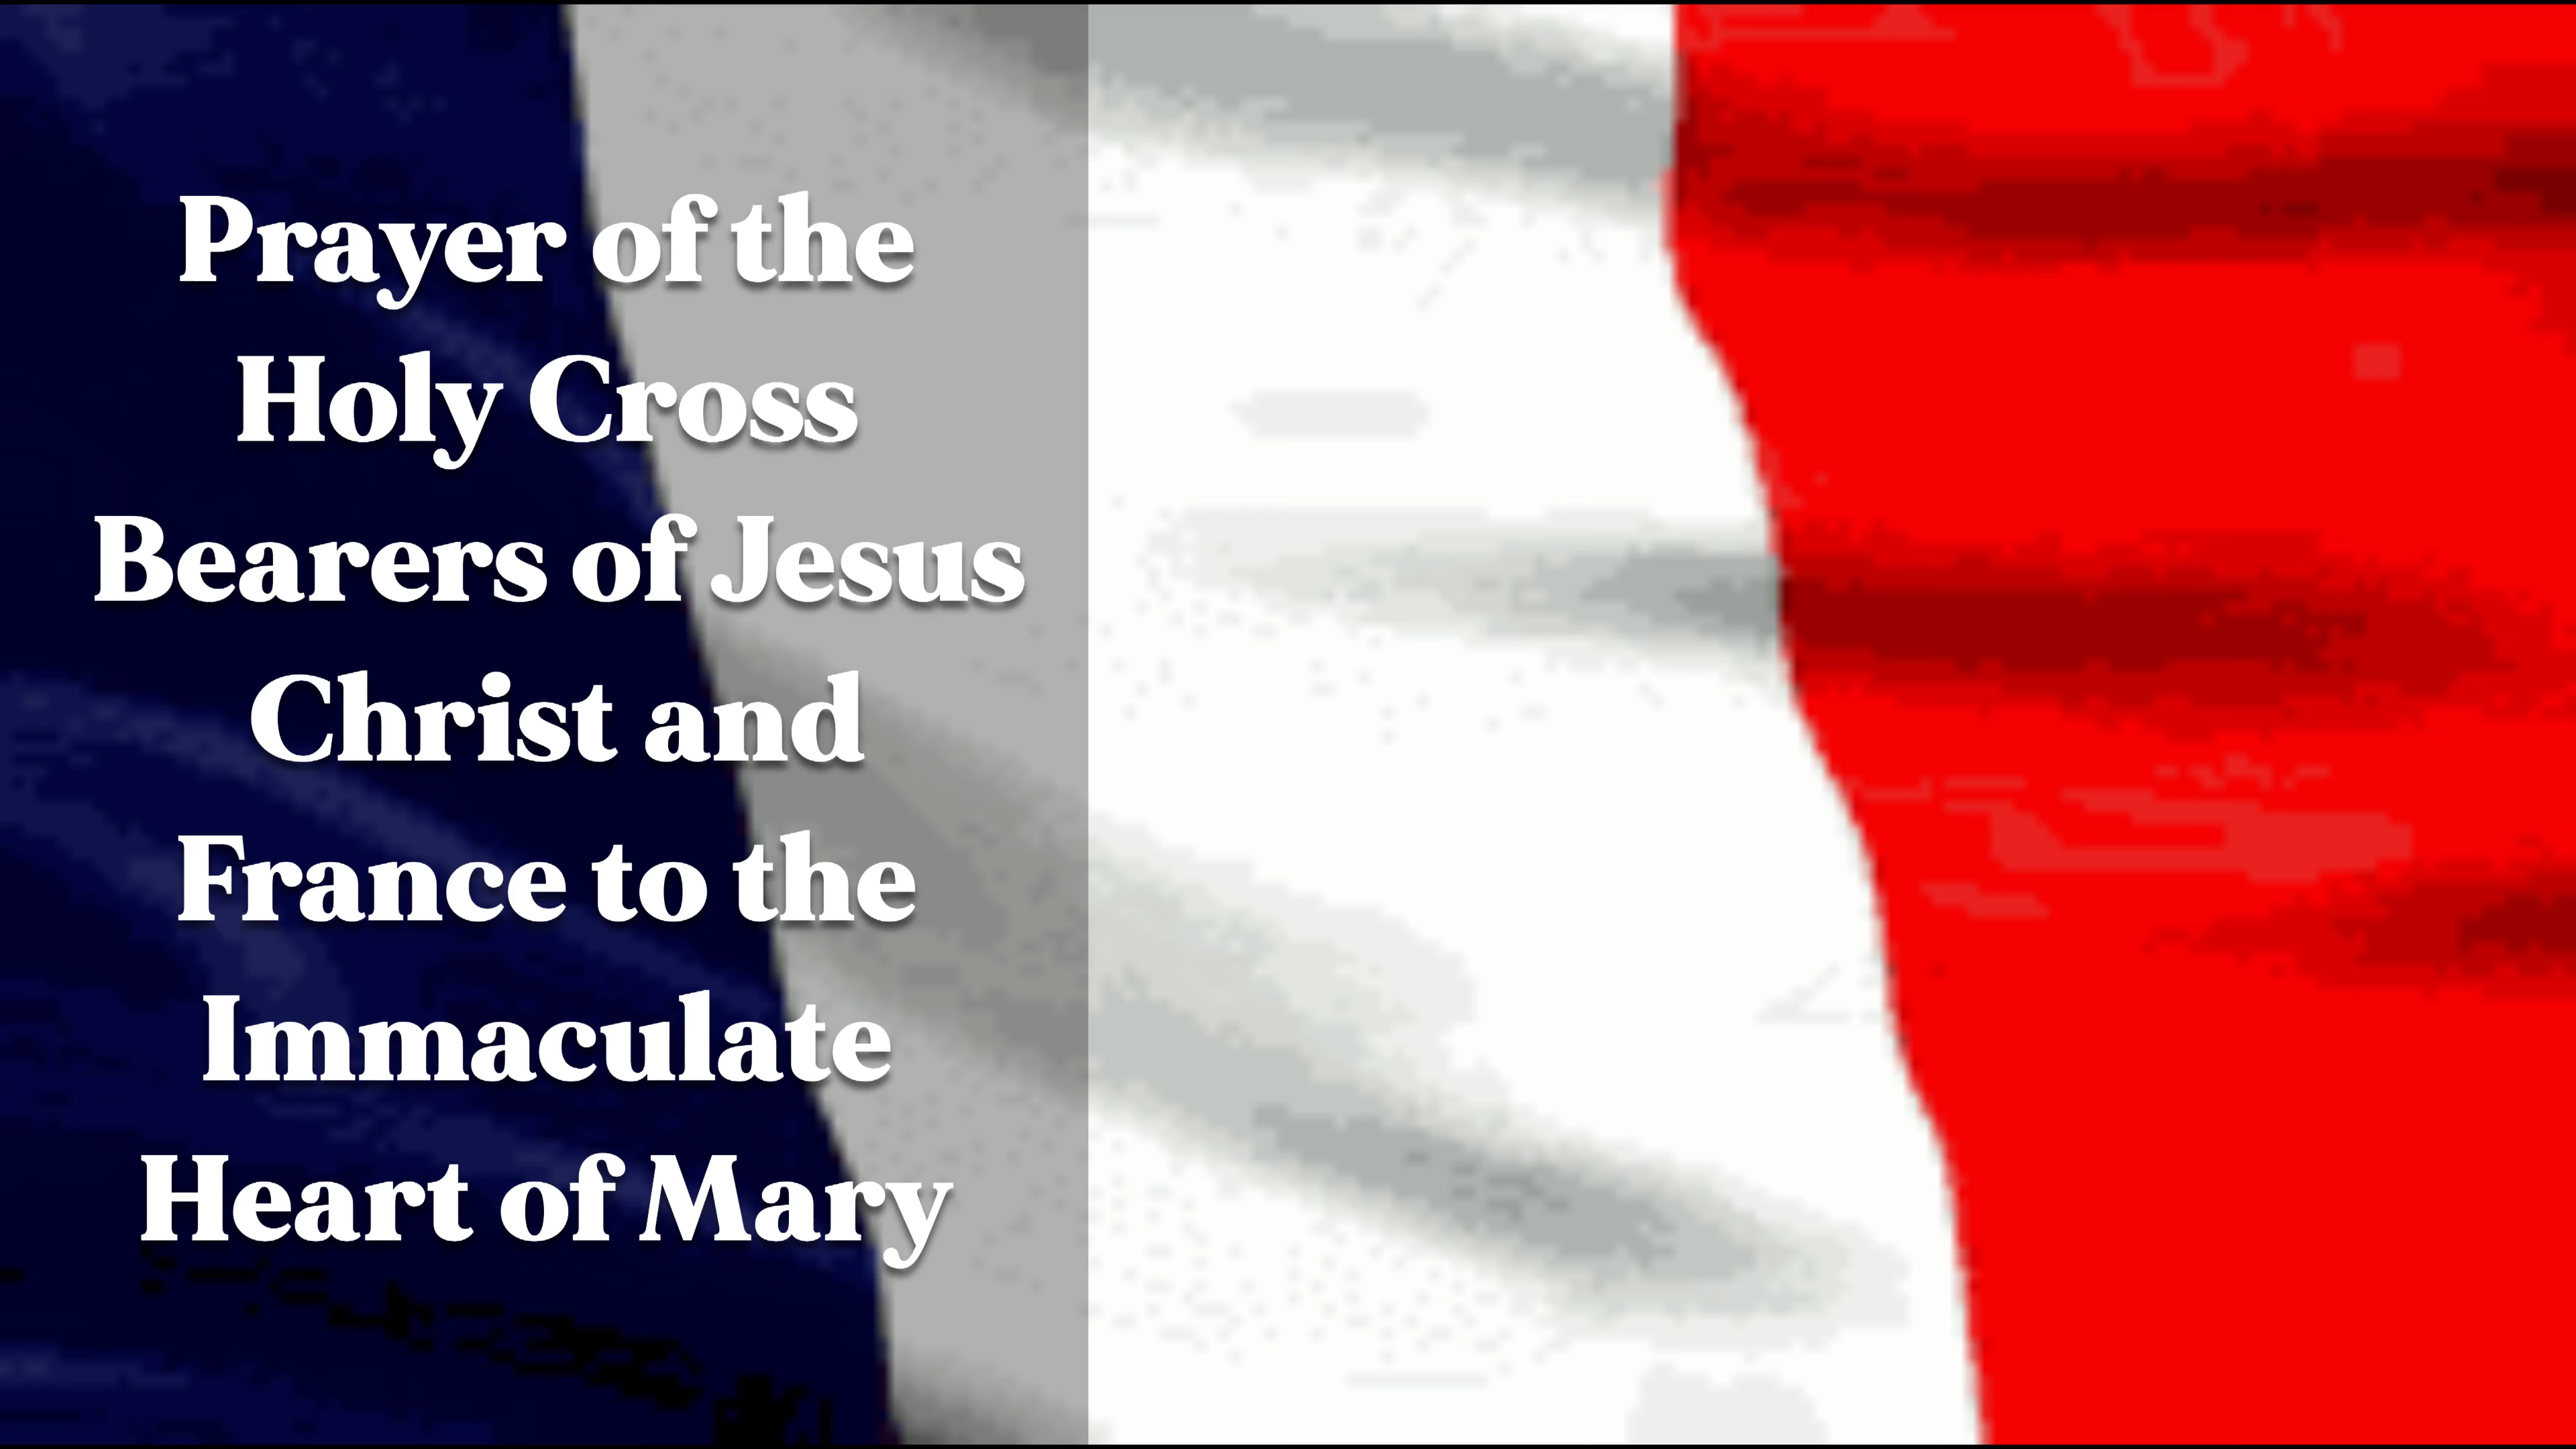 Prayer of the
Holy Cross
Bearers of Jesus
Christ and
France to the
Immaculate
Heart of Mary